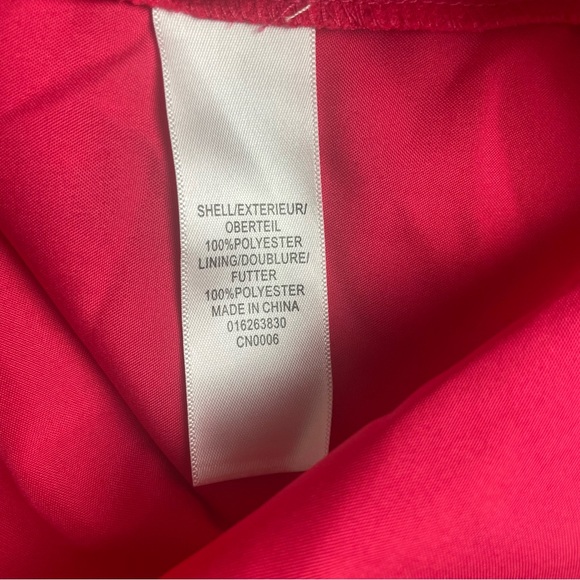 SHELL/EXTERIEUR/
OBERTEIL
100%POLYESTER
LINING/DOUBLURE/
FUTTER
100%POLYESTER
MADE IN CHINA
016263830
CN0006